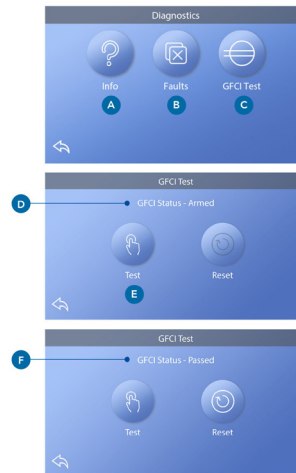 Diagnostics
Info Faults GFCI Test
A B C
GFCI Test
D GFCI Status - Armed
Test Reset
E
GFCI Test
F GFCI Status - Passed
Test Reset